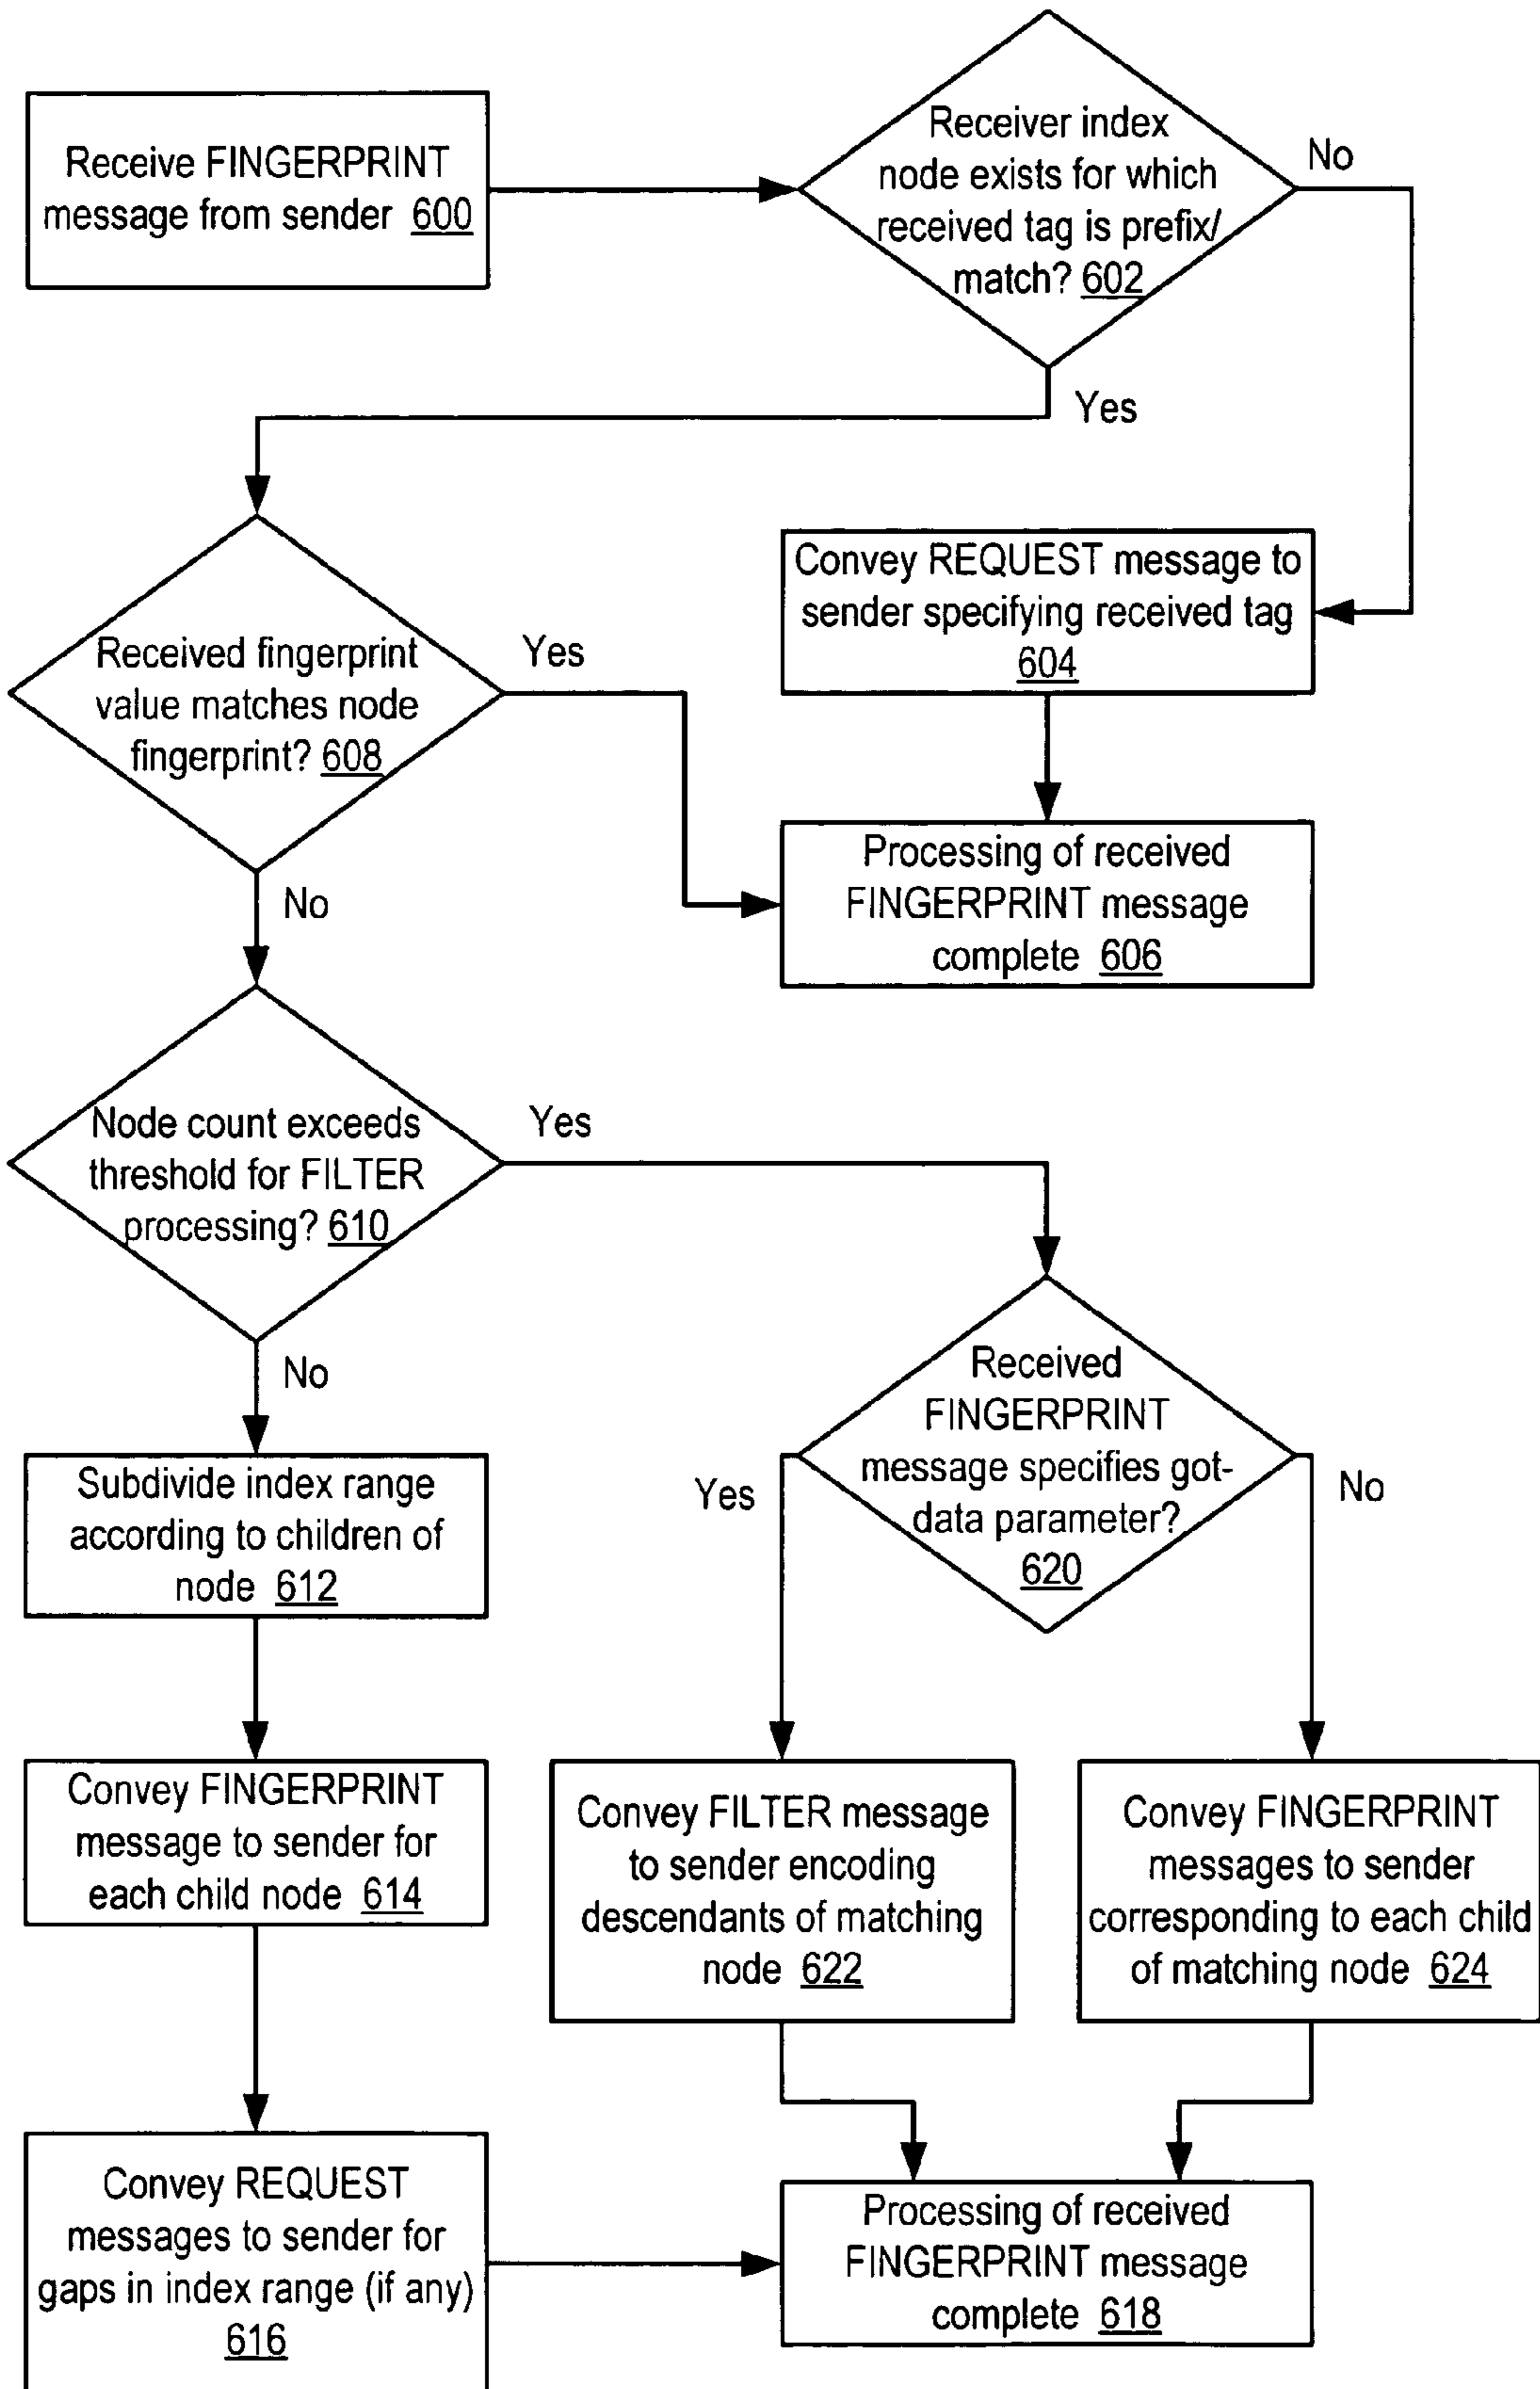 Receive FINGERPRINT
message from sender 600
Receiver index
node exists for which
received tag is prefix/
match? 602
No
Yes
Convey REQUEST message to
sender specifying received tag
604
Received fingerprint
value matches node
fingerprint? 608
Yes
No
Processing of received
FINGERPRINT message
complete 606
Node count exceeds
threshold for FILTER
processing? 610
Yes
No
Received
FINGERPRINT
message specifies got-
data parameter?
620
Yes
No
Subdivide index range
according to children of
node 612
Convey FINGERPRINT
message to sender for
each child node 614
Convey FILTER message
to sender encoding
descendants of matching
node 622
Convey FINGERPRINT
messages to sender
corresponding to each child
of matching node 624
Convey REQUEST
messages to sender for
gaps in index range (if any)
616
Processing of received
FINGERPRINT message
complete 618